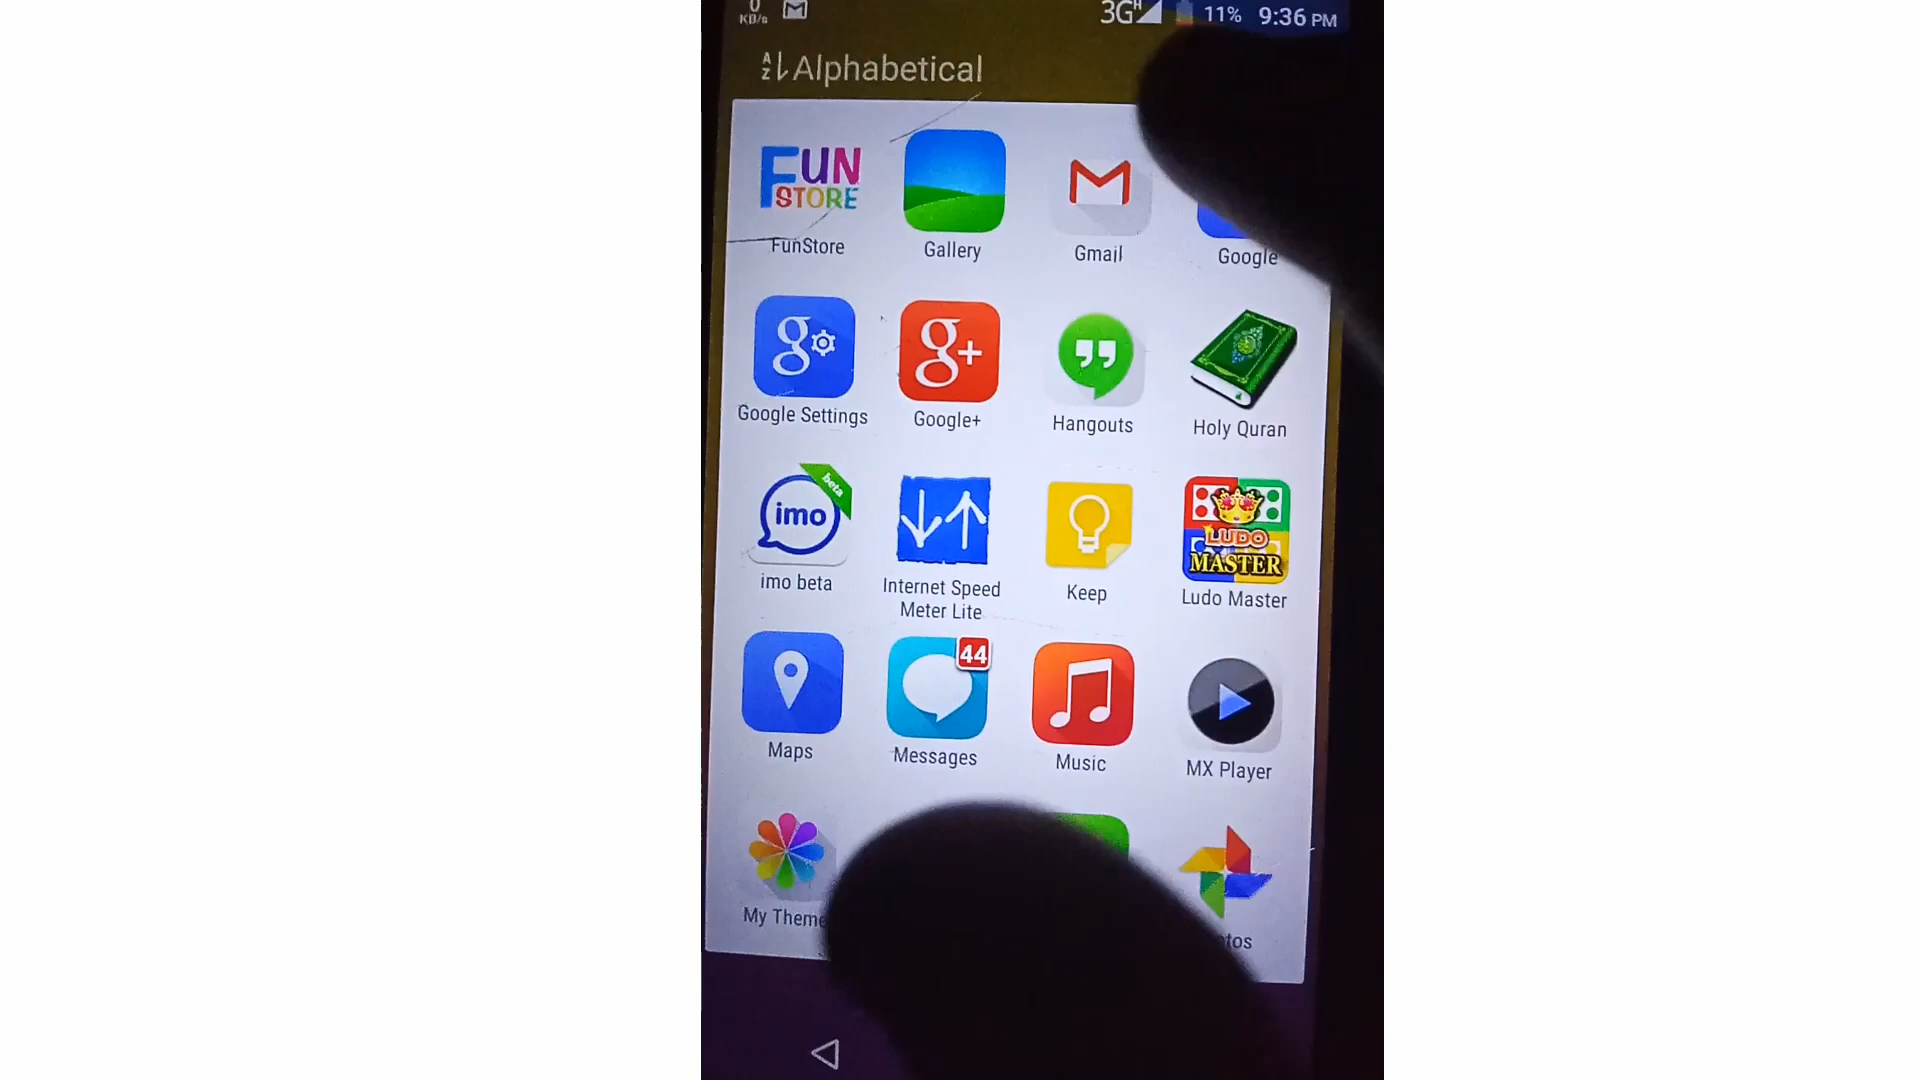 0
KB/s
3G H 11% 9:36 PM
A
Z Alphabetical
FUN
STORE
FunStore Gallery Gmail Google
g g+
Google Settings Google+ Hangouts Holy Quran
beta
imo
LUDO
MASTER
imo beta Internet Speed
Meter Lite Keep Ludo Master
44
Maps Messages Music MX Player
My Theme